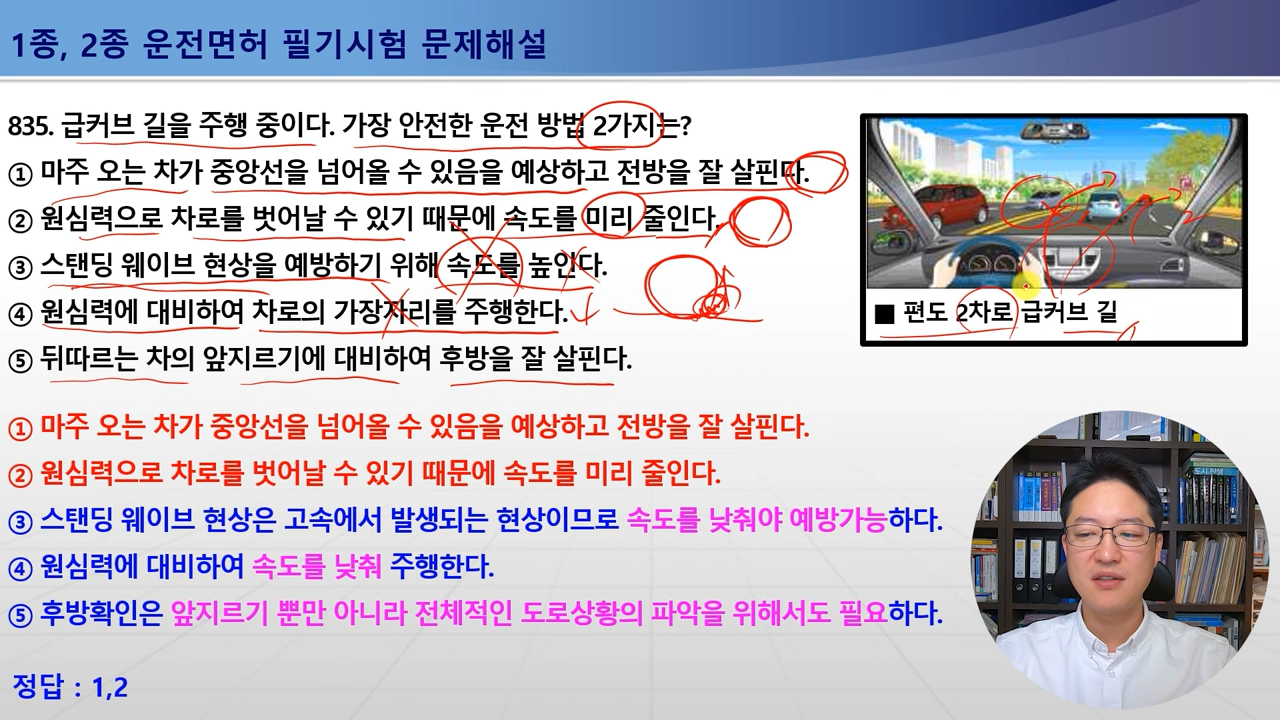 1종, 2종 운전면허 필기시험 문제해설
835. 급커브 길을 주행 중이다. 가장 안전한 운전 방법 2가지는?
① 마주 오는 차가 중앙선을 넘어올 수 있음을 예상하고 전방을 잘 살핀다.
② 원심력으로 차로를 벗어날 수 있기 때문에 속도를 미리 줄인다.
③ 스탠딩 웨이브 현상을 예방하기 위해 속도를 높인다.
④ 원심력에 대비하여 차로의 가장자리를 주행한다.
⑤ 뒤따르는 차의 앞지르기에 대비하여 후방을 잘 살핀다.
■ 편도 2차로 급커브 길
① 마주 오는 차가 중앙선을 넘어올 수 있음을 예상하고 전방을 잘 살핀다.
② 원심력으로 차로를 벗어날 수 있기 때문에 속도를 미리 줄인다.
③ 스탠딩 웨이브 현상은 고속에서 발생되는 현상이므로 속도를 낮춰야 예방가능하다.
④ 원심력에 대비하여 속도를 낮춰 주행한다.
⑤ 후방확인은 앞지르기 뿐만 아니라 전체적인 도로상황의 파악을 위해서도 필요하다.
정답 : 1,2